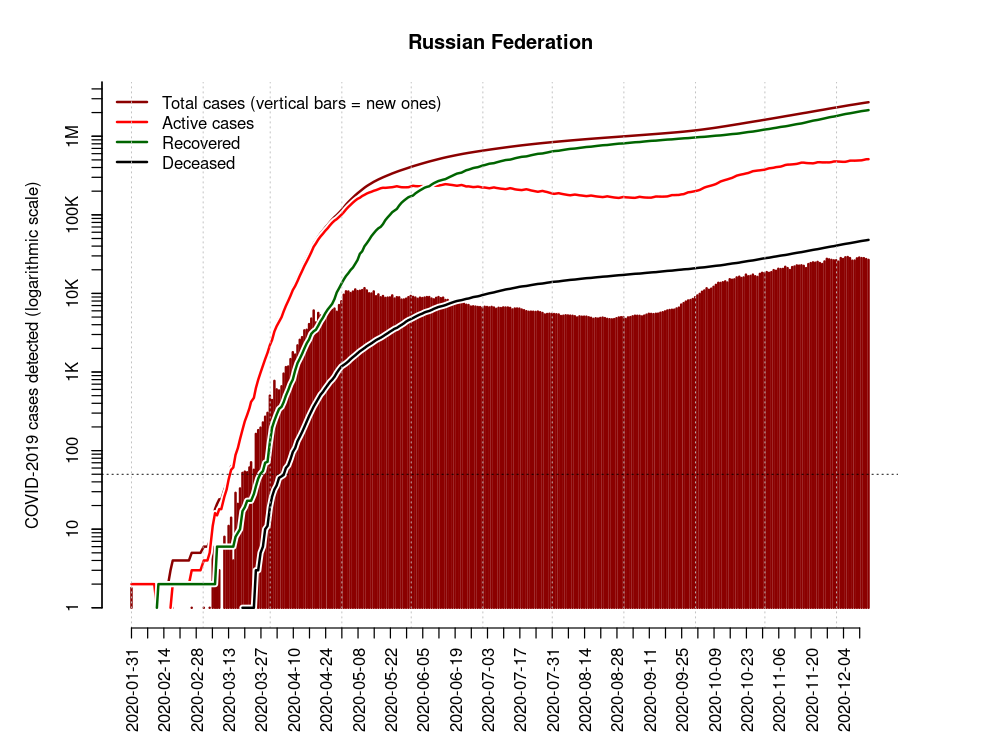 Russian Federation
Total cases (vertical bars = new ones)
Active cases
Recovered
Deceased
COVID-2019 cases detected (logarithmic scale)
1M
100K
10K
1K
100
10
1
2020-01-31
2020-02-14
2020-02-28
2020-03-13
2020-03-27
2020-04-10
2020-04-24
2020-05-08
2020-05-22
2020-06-05
2020-06-19
2020-07-03
2020-07-17
2020-07-31
2020-08-14
2020-08-28
2020-09-11
2020-09-25
2020-10-09
2020-10-23
2020-11-06
2020-11-20
2020-12-04